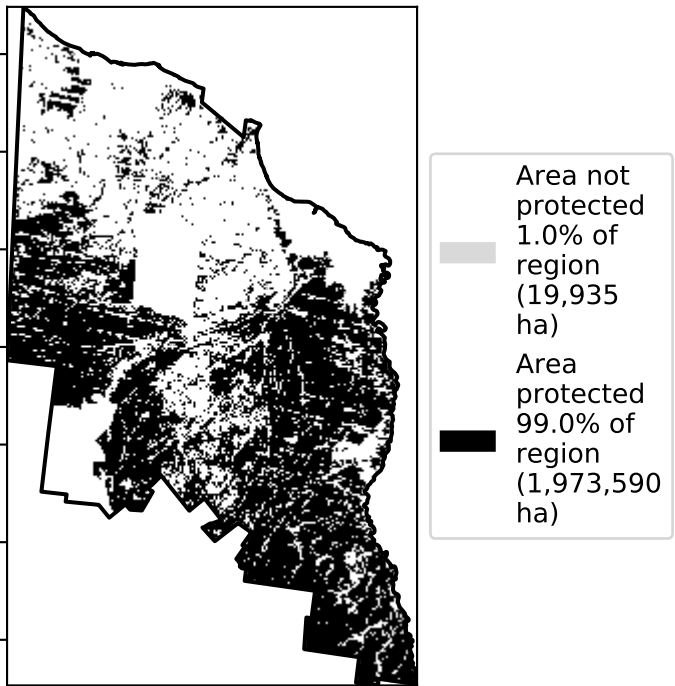 Area not
protected
1.0% of
region
(19,935
ha)
Area
protected
99.0% of
region
(1,973,590
ha)